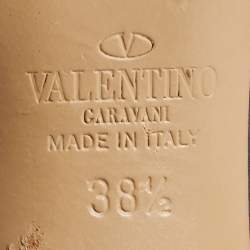 VALENTINO
GARAVANI
MADE IN ITALY
38½